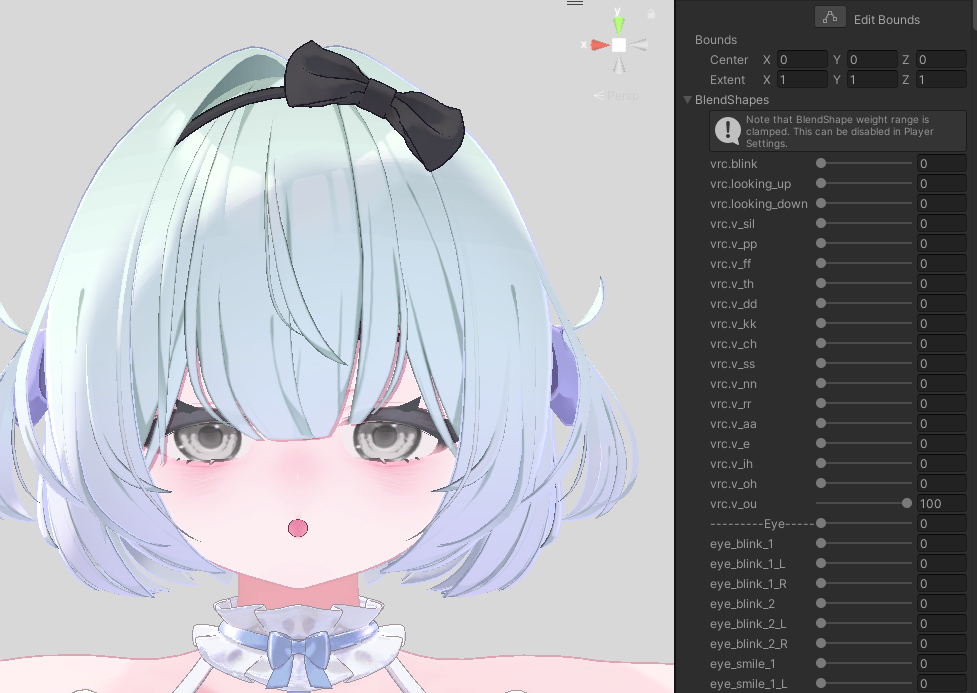 y
x
Persp
Edit Bounds
Bounds
Center X 0 Y 0 Z 0
Extent X 1 Y 1 Z 1
BlendShapes
Note that BlendShape weight range is
clamped. This can be disabled in Player
Settings.
vrc.blink 0
vrc.looking_up 0
vrc.looking_down 0
vrc.v_sil 0
vrc.v_pp 0
vrc.v_ff 0
vrc.v_th 0
vrc.v_dd 0
vrc.v_kk 0
vrc.v_ch 0
vrc.v_ss 0
vrc.v_nn 0
vrc.v_rr 0
vrc.v_aa 0
vrc.v_e 0
vrc.v_ih 0
vrc.v_oh 0
vrc.v_ou 100
---------Eye----- 0
eye_blink_1 0
eye_blink_1_L 0
eye_blink_1_R 0
eye_blink_2 0
eye_blink_2_L 0
eye_blink_2_R 0
eye_smile_1 0
eye_smile_1_L 0